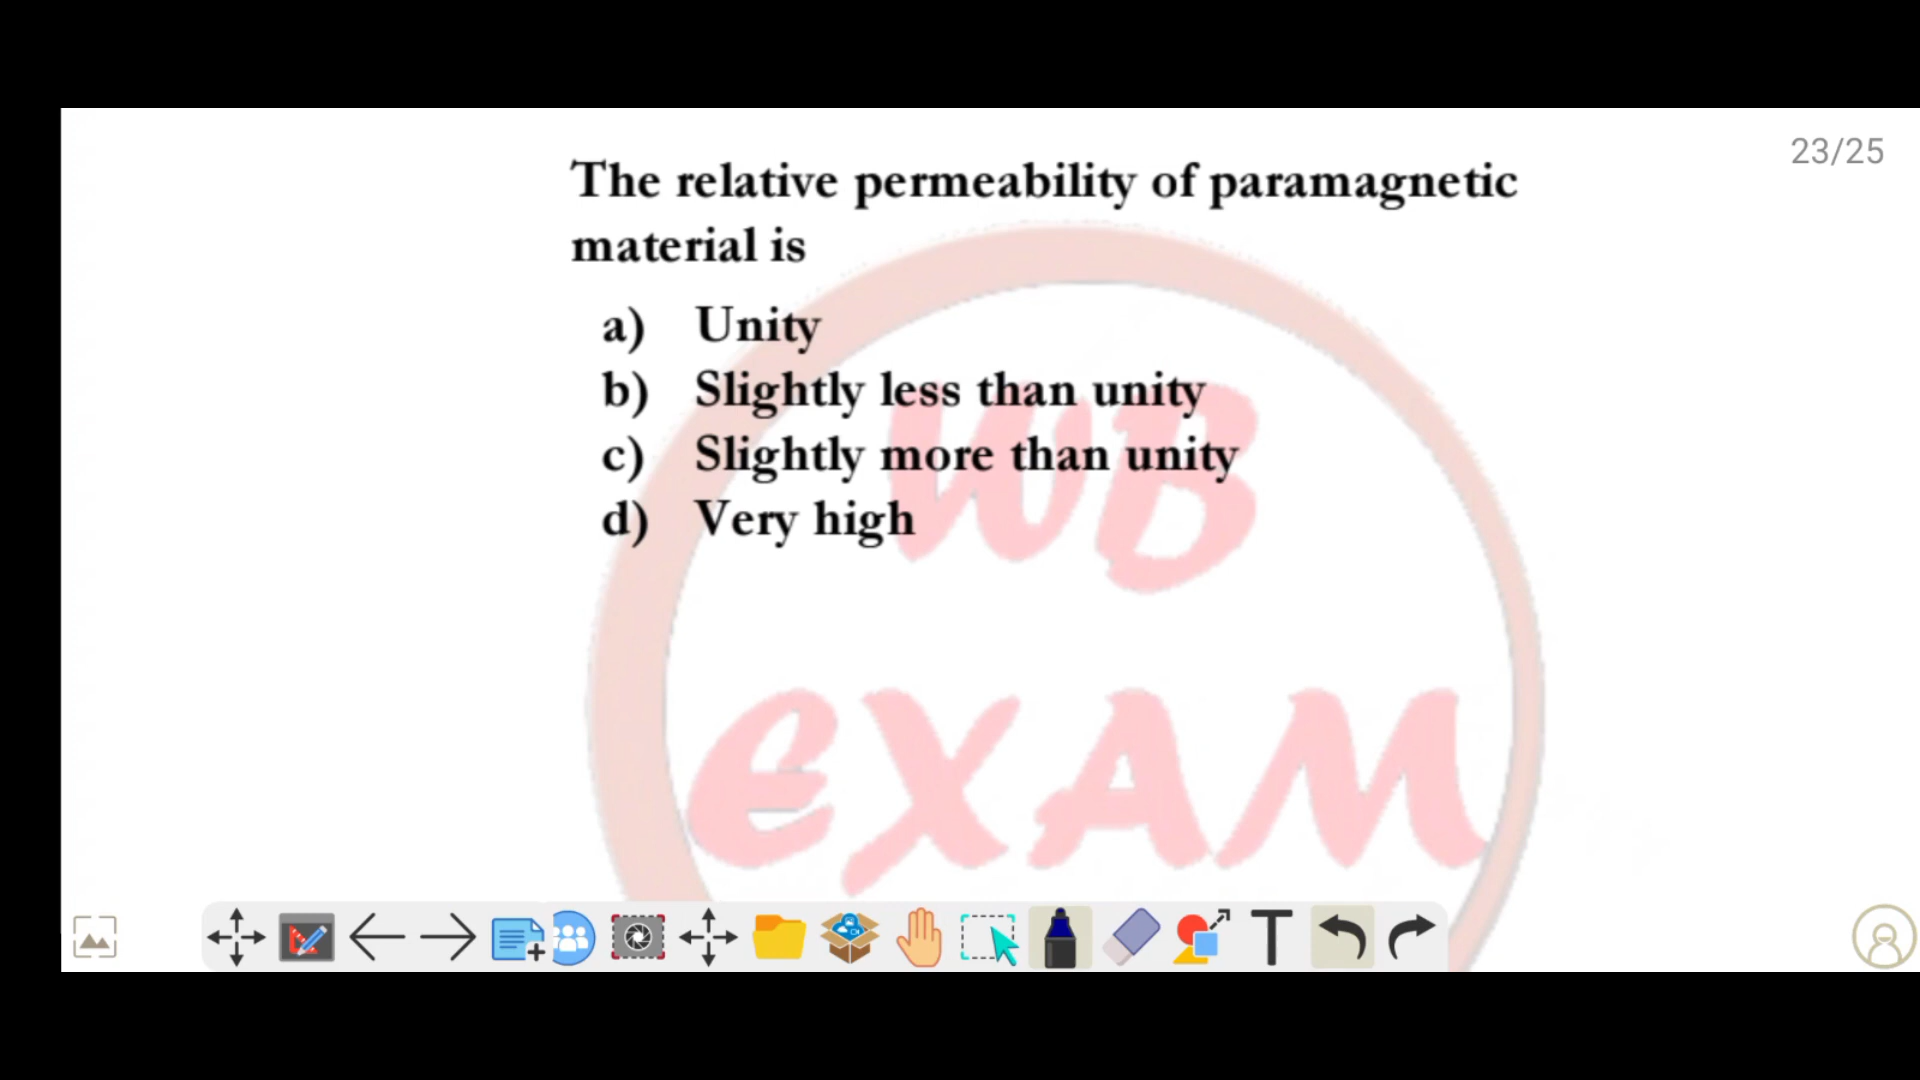 23/25
The relative permeability of paramagnetic
material is
a) Unity
b) Slightly less than unity
c) Slightly more than unity
d) Very high
WB
EXAM